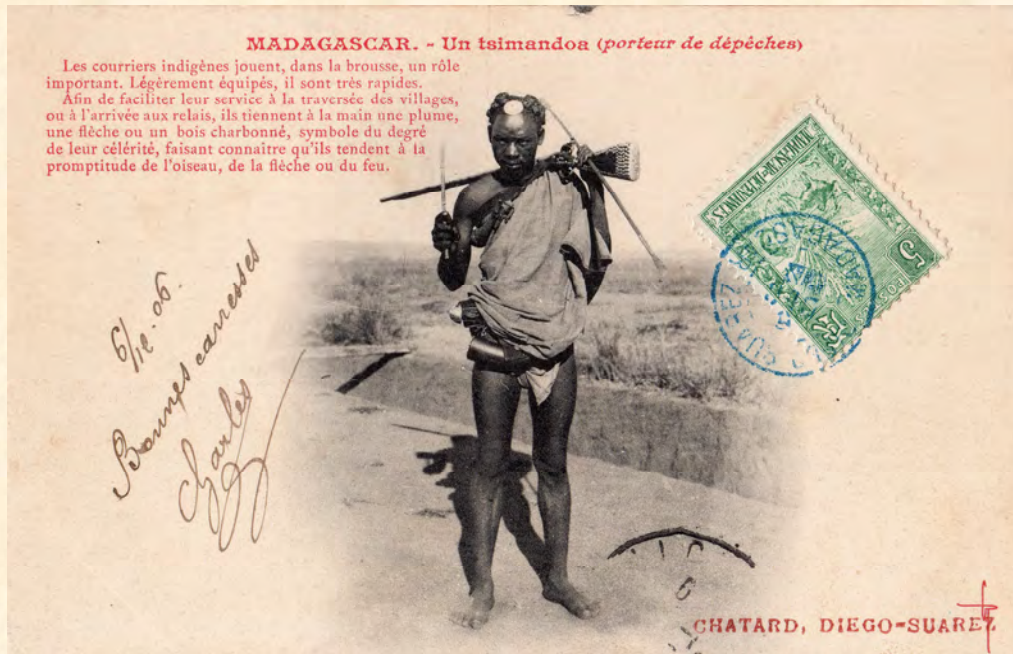 MADAGASCAR. - Un tsimandoa (porteur de dépêches)
Les courriers indigènes jouent, dans la brousse, un rôle
important. Légèrement équipés, il sont très rapides.
Afin de faciliter leur service à la traversée des villages,
ou à l'arrivée aux relais, ils tiennent à la main une plume,
une flèche ou un bois charbonné, symbole du degré
de leur célérité, faisant connaître qu'ils tendent à la
promptitude de l'oiseau, de la flèche ou du feu.
6/12-06.
Bonnes carresses
Charles
5
POSTES
CHATARD, DIEGO=SUAREZ